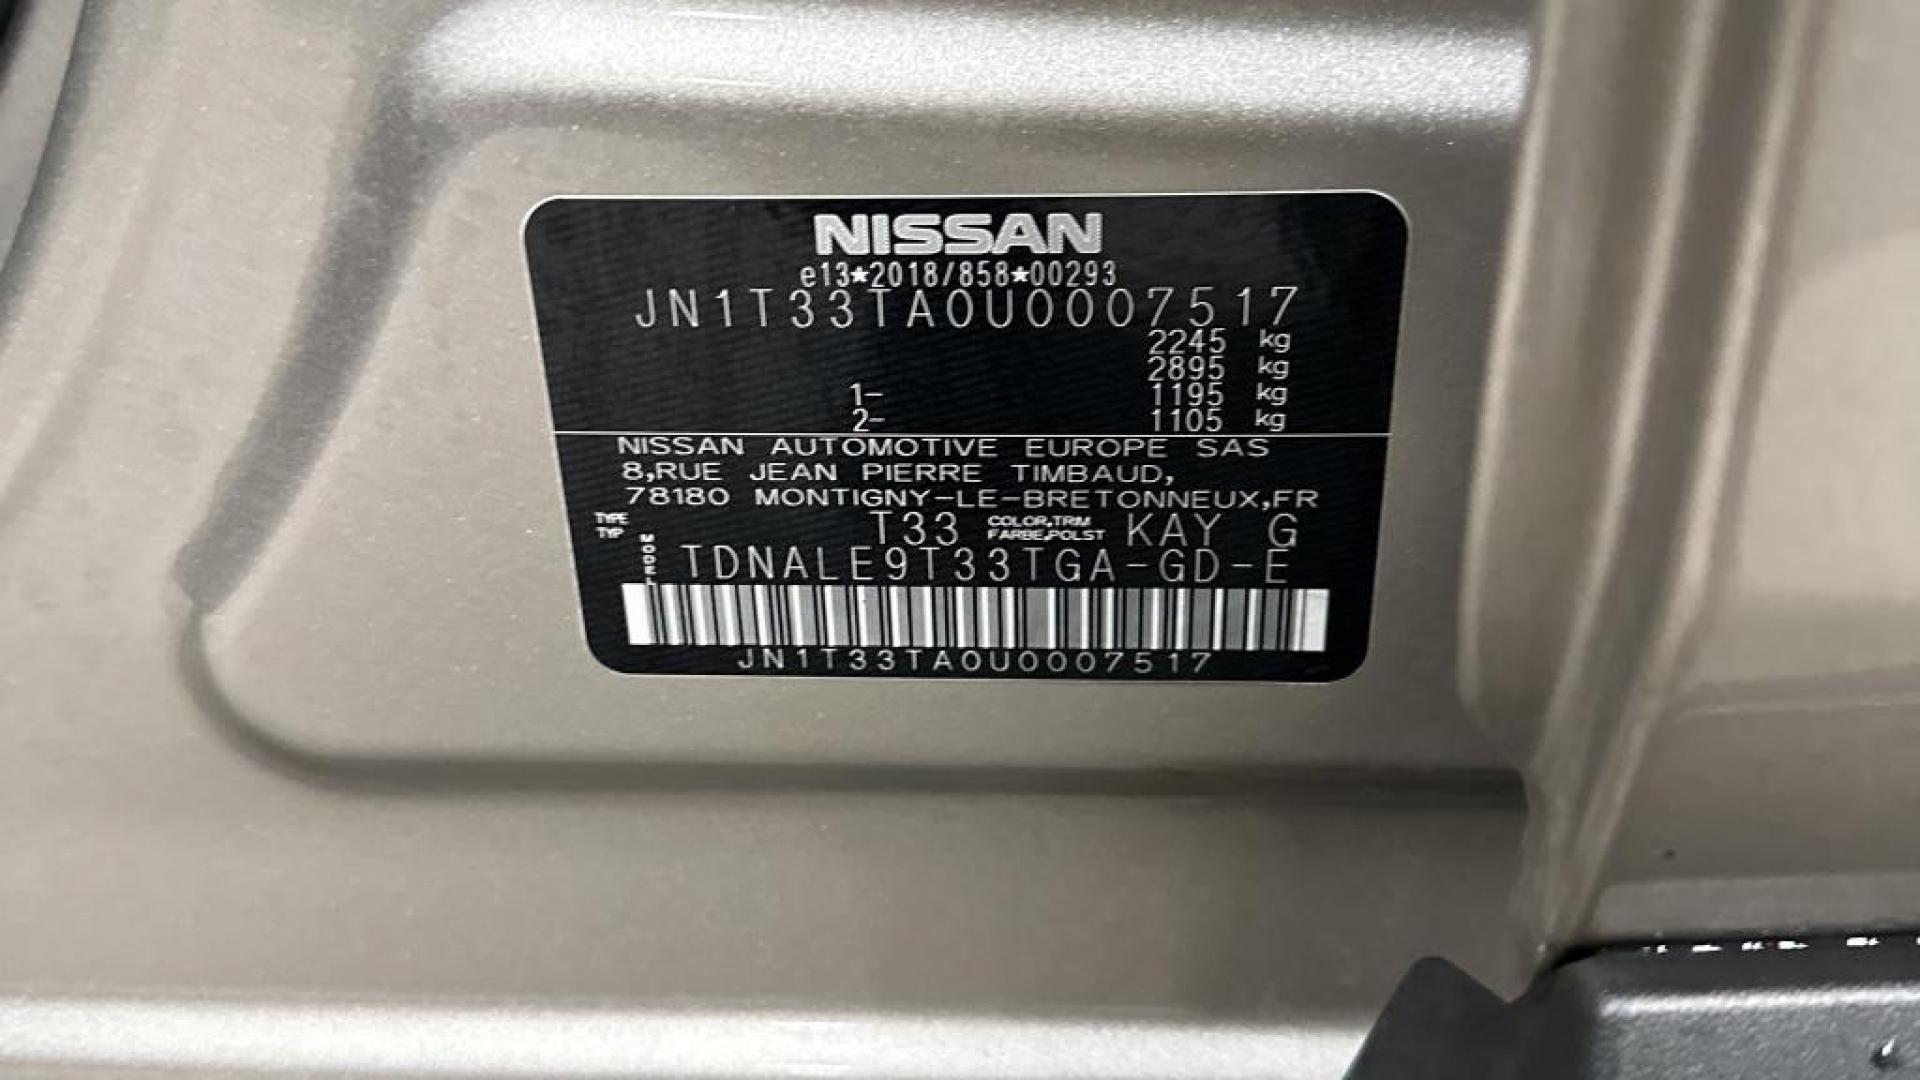 NISSAN
e13*2018/858*00293
JN1T33TA0U0007517
2245 kg
2895 kg
1- 1195 kg
2- 1105 kg
NISSAN AUTOMOTIVE EUROPE SAS
8,RUE JEAN PIERRE TIMBAUD,
78180 MONTIGNY-LE-BRETONNEUX,FR
TYPE TYP T33 COLOR,TRIM FARBE,POLST KAY G
MODEL TDNALE9T33TGA-GD-E
JN1T33TA0U0007517